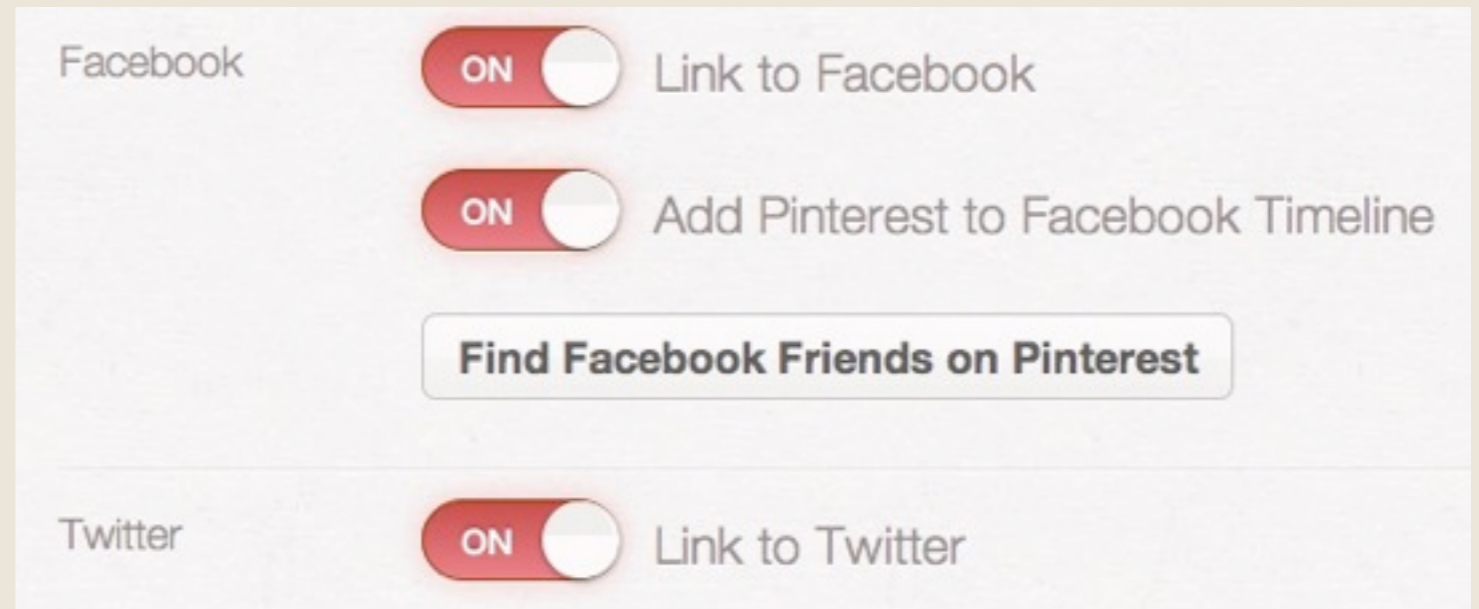 Facebook ON Link to Facebook
ON Add Pinterest to Facebook Timeline
Find Facebook Friends on Pinterest
Twitter ON Link to Twitter